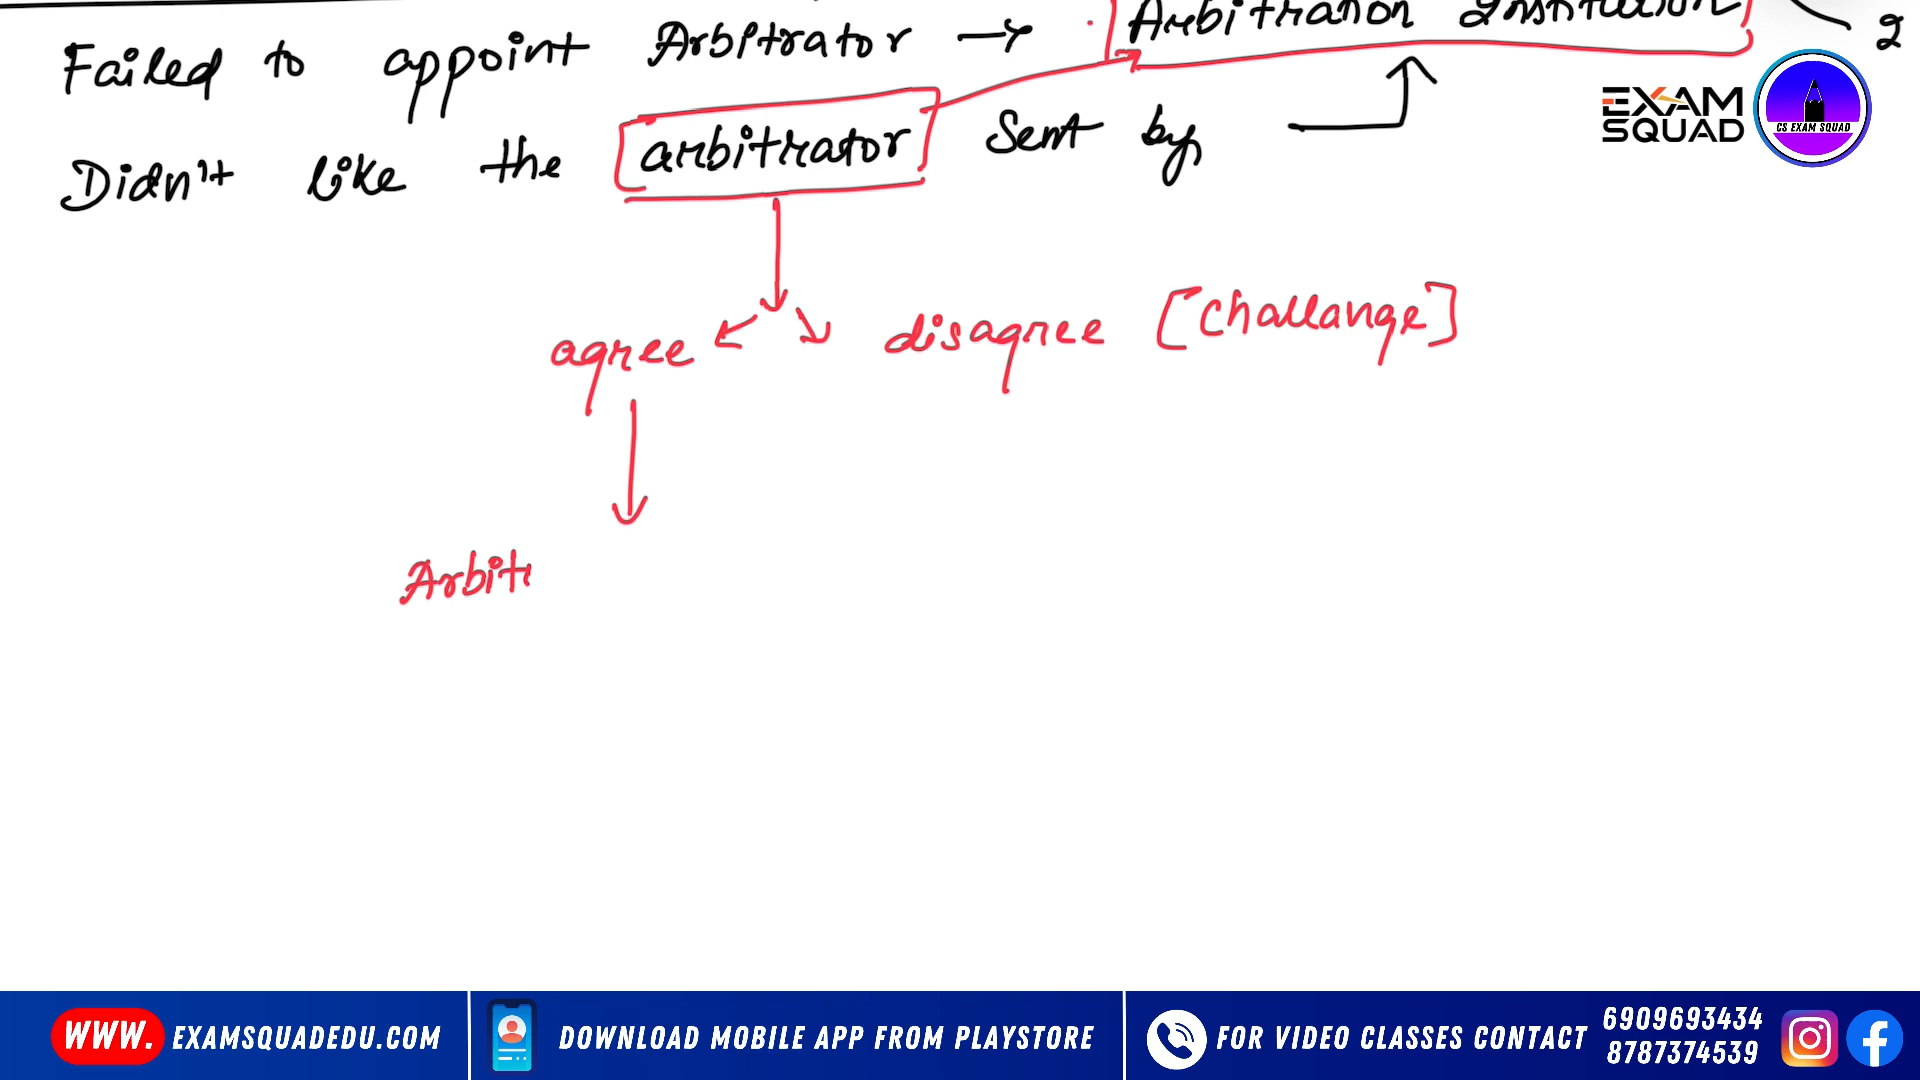 Failed to appoint Arbitrator → Arbitration Institution 2
Didn't like the arbitrator Sent by
agree disagree [Challange]
Arbit
EXAM
SQUAD
CS EXAM SQUAD
WWW. EXAMSQUADEDU.COM
DOWNLOAD MOBILE APP FROM PLAYSTORE
FOR VIDEO CLASSES CONTACT
6909693434
8787374539